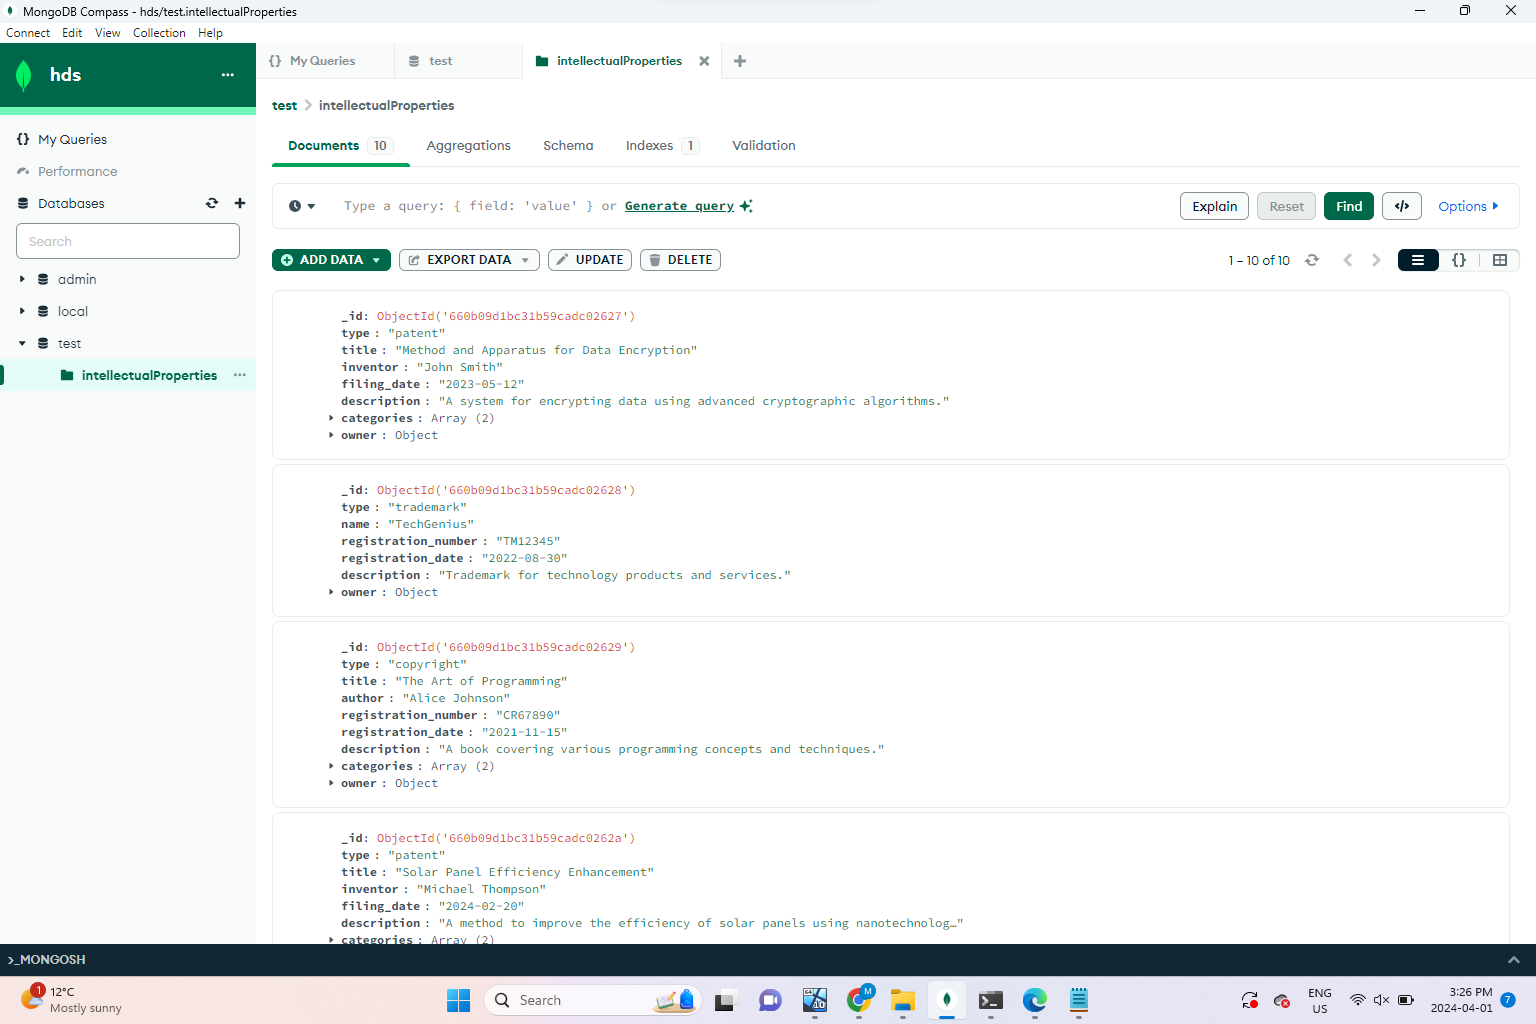 MongoDB Compass - hds/test.intellectualProperties
Connect Edit View Collection Help
hds
My Queries
test
intellectualProperties
test > intellectualProperties
My Queries
Performance
Databases
Search
admin
local
test
intellectualProperties
Documents 10 Aggregations Schema Indexes 1 Validation
Type a query: { field: 'value' } or Generate query
Explain Reset Find </> Options
ADD DATA EXPORT DATA UPDATE DELETE
1 – 10 of 10
{}
_id: ObjectId('660b09d1bc31b59cadc02627')
type : "patent"
title : "Method and Apparatus for Data Encryption"
inventor : "John Smith"
filing_date : "2023-05-12"
description : "A system for encrypting data using advanced cryptographic algorithms."
categories : Array (2)
owner : Object
_id: ObjectId('660b09d1bc31b59cadc02628')
type : "trademark"
name : "TechGenius"
registration_number : "TM12345"
registration_date : "2022-08-30"
description : "Trademark for technology products and services."
owner : Object
_id: ObjectId('660b09d1bc31b59cadc02629')
type : "copyright"
title : "The Art of Programming"
author : "Alice Johnson"
registration_number : "CR67890"
registration_date : "2021-11-15"
description : "A book covering various programming concepts and techniques."
categories : Array (2)
owner : Object
_id: ObjectId('660b09d1bc31b59cadc0262a')
type : "patent"
title : "Solar Panel Efficiency Enhancement"
inventor : "Michael Thompson"
filing_date : "2024-02-20"
description : "A method to improve the efficiency of solar panels using nanotechnolog…"
categories : Array (2)
>_MONGOSH
1
12°C
Mostly sunny
Search
64
10
M
ENG
US
3:26 PM
2024-04-01
7